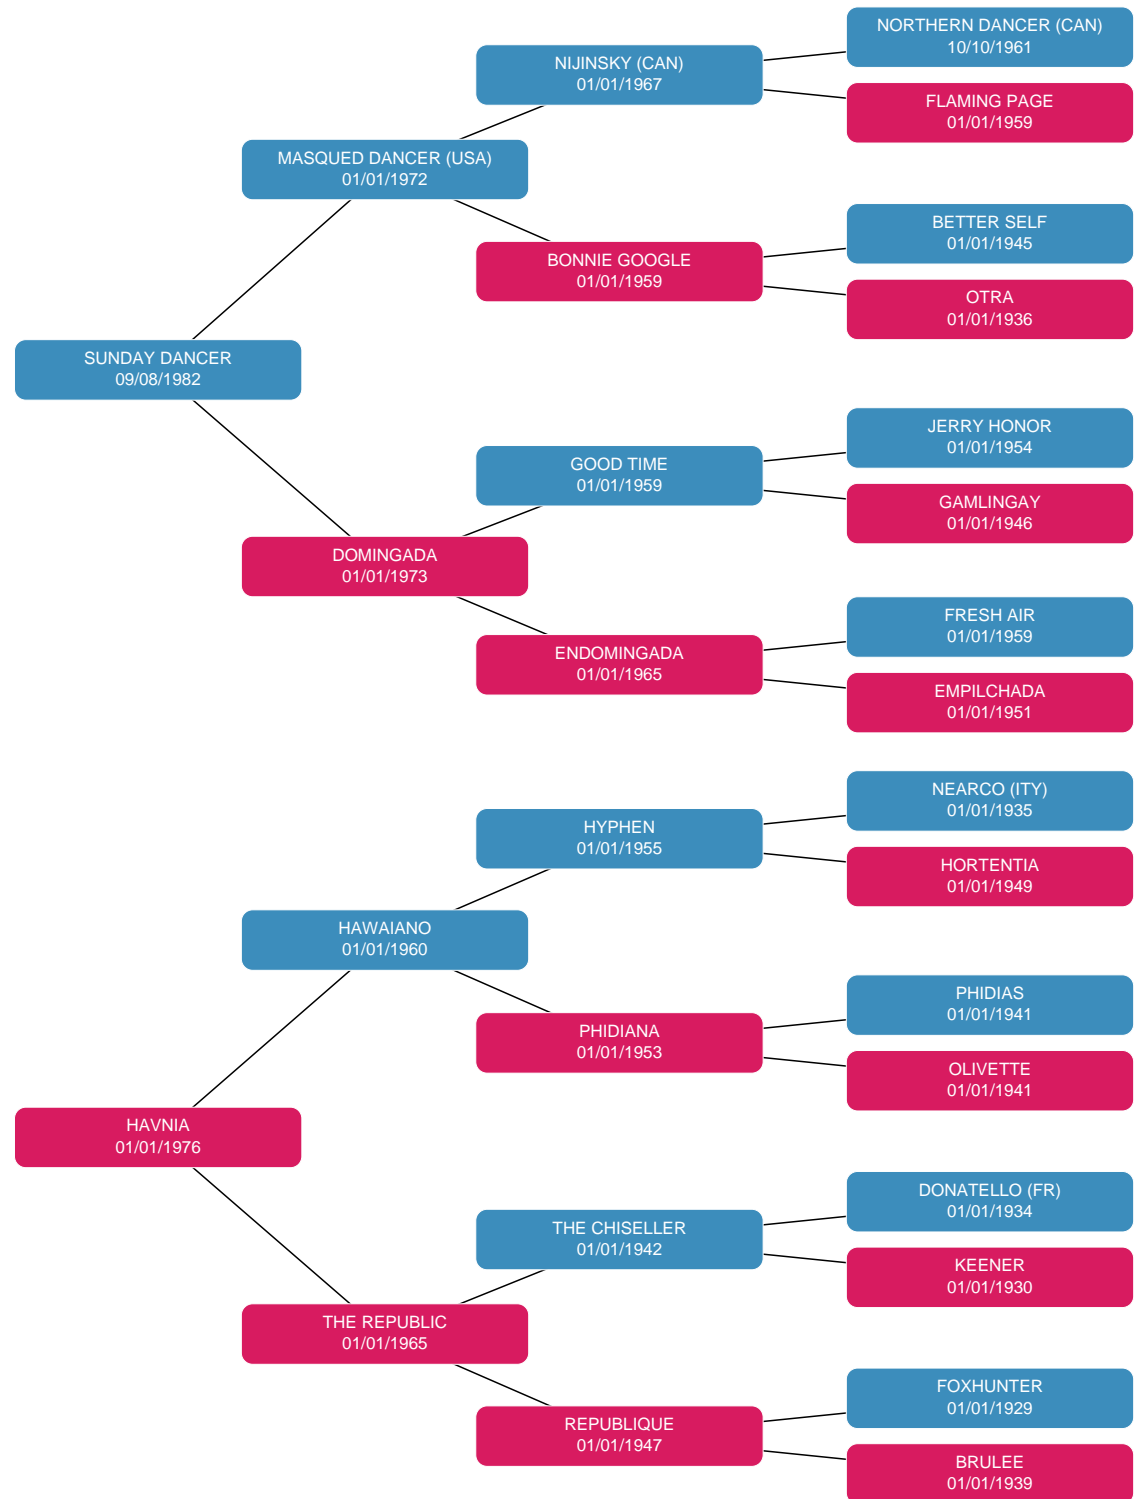 NORTHERN DANCER (CAN)
10/10/1961
NIJINSKY (CAN)
01/01/1967
FLAMING PAGE
01/01/1959
MASQUED DANCER (USA)
01/01/1972
BETTER SELF
01/01/1945
BONNIE GOOGLE
01/01/1959
OTRA
01/01/1936
SUNDAY DANCER
09/08/1982
JERRY HONOR
01/01/1954
GOOD TIME
01/01/1959
GAMLINGAY
01/01/1946
DOMINGADA
01/01/1973
FRESH AIR
01/01/1959
ENDOMINGADA
01/01/1965
EMPILCHADA
01/01/1951
NEARCO (ITY)
01/01/1935
HYPHEN
01/01/1955
HORTENTIA
01/01/1949
HAWAIANO
01/01/1960
PHIDIAS
01/01/1941
PHIDIANA
01/01/1953
OLIVETTE
01/01/1941
HAVNIA
01/01/1976
DONATELLO (FR)
01/01/1934
THE CHISELLER
01/01/1942
KEENER
01/01/1930
THE REPUBLIC
01/01/1965
FOXHUNTER
01/01/1929
REPUBLIQUE
01/01/1947
BRULEE
01/01/1939